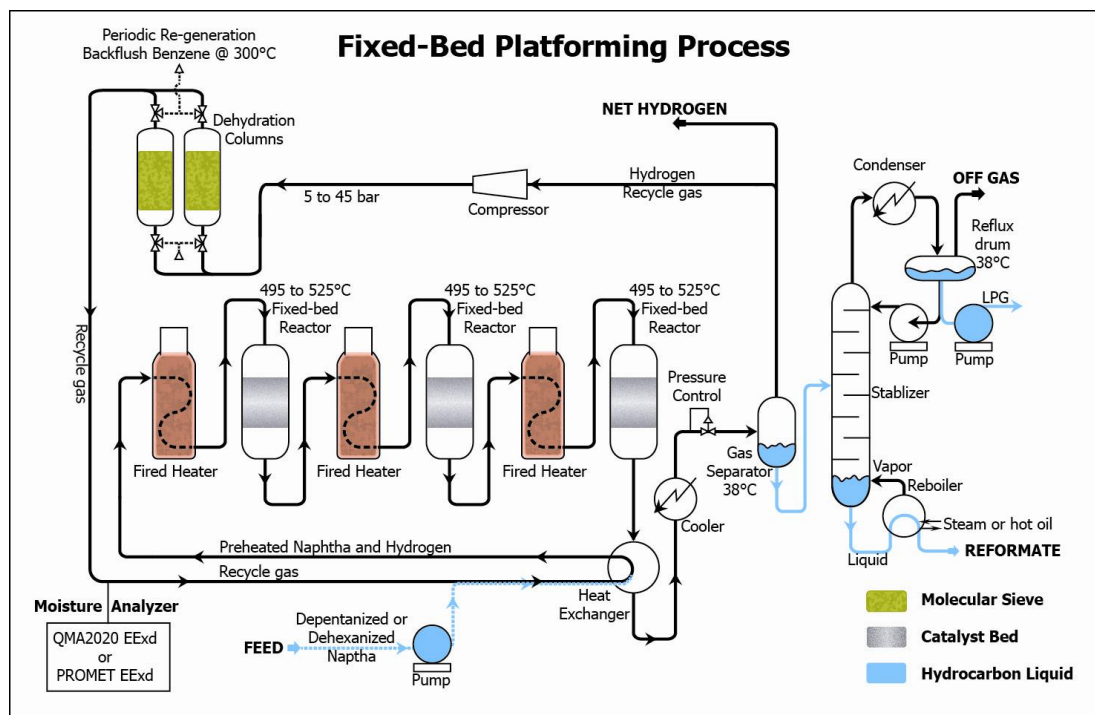 Fixed-Bed Platforming Process
Periodic Re-generation
Backflush Benzene @ 300°C
Dehydration
Columns
NET HYDROGEN
Hydrogen
Recycle gas
Compressor
5 to 45 bar
Condenser
OFF GAS
Reflux
drum
38°C
LPG
Pump
Pump
Stablizer
495 to 525°C
Fixed-bed
Reactor
495 to 525°C
Fixed-bed
Reactor
495 to 525°C
Fixed-bed
Reactor
Recycle gas
Pressure
Control
Fired Heater
Fired Heater
Fired Heater
Gas
Separator
38°C
Cooler
Vapor
Reboiler
Steam or hot oil
Liquid
REFORMATE
Preheated Naphtha and Hydrogen
Recycle gas
Heat
Exchanger
Moisture Analyzer
QMA2020 EExd
or
PROMET EExd
FEED
Depentanized or
Dehexanized
Naptha
Pump
Molecular Sieve
Catalyst Bed
Hydrocarbon Liquid